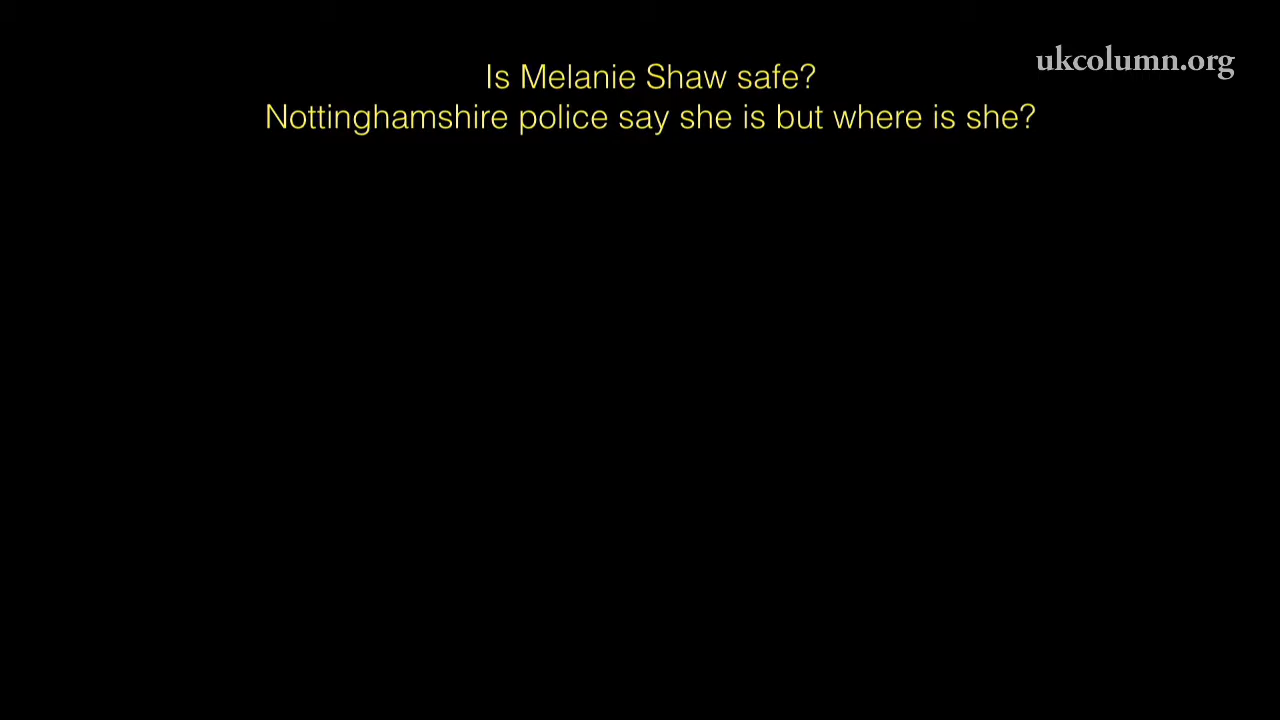 ukcolumn.org
Is Melanie Shaw safe?
Nottinghamshire police say she is but where is she?